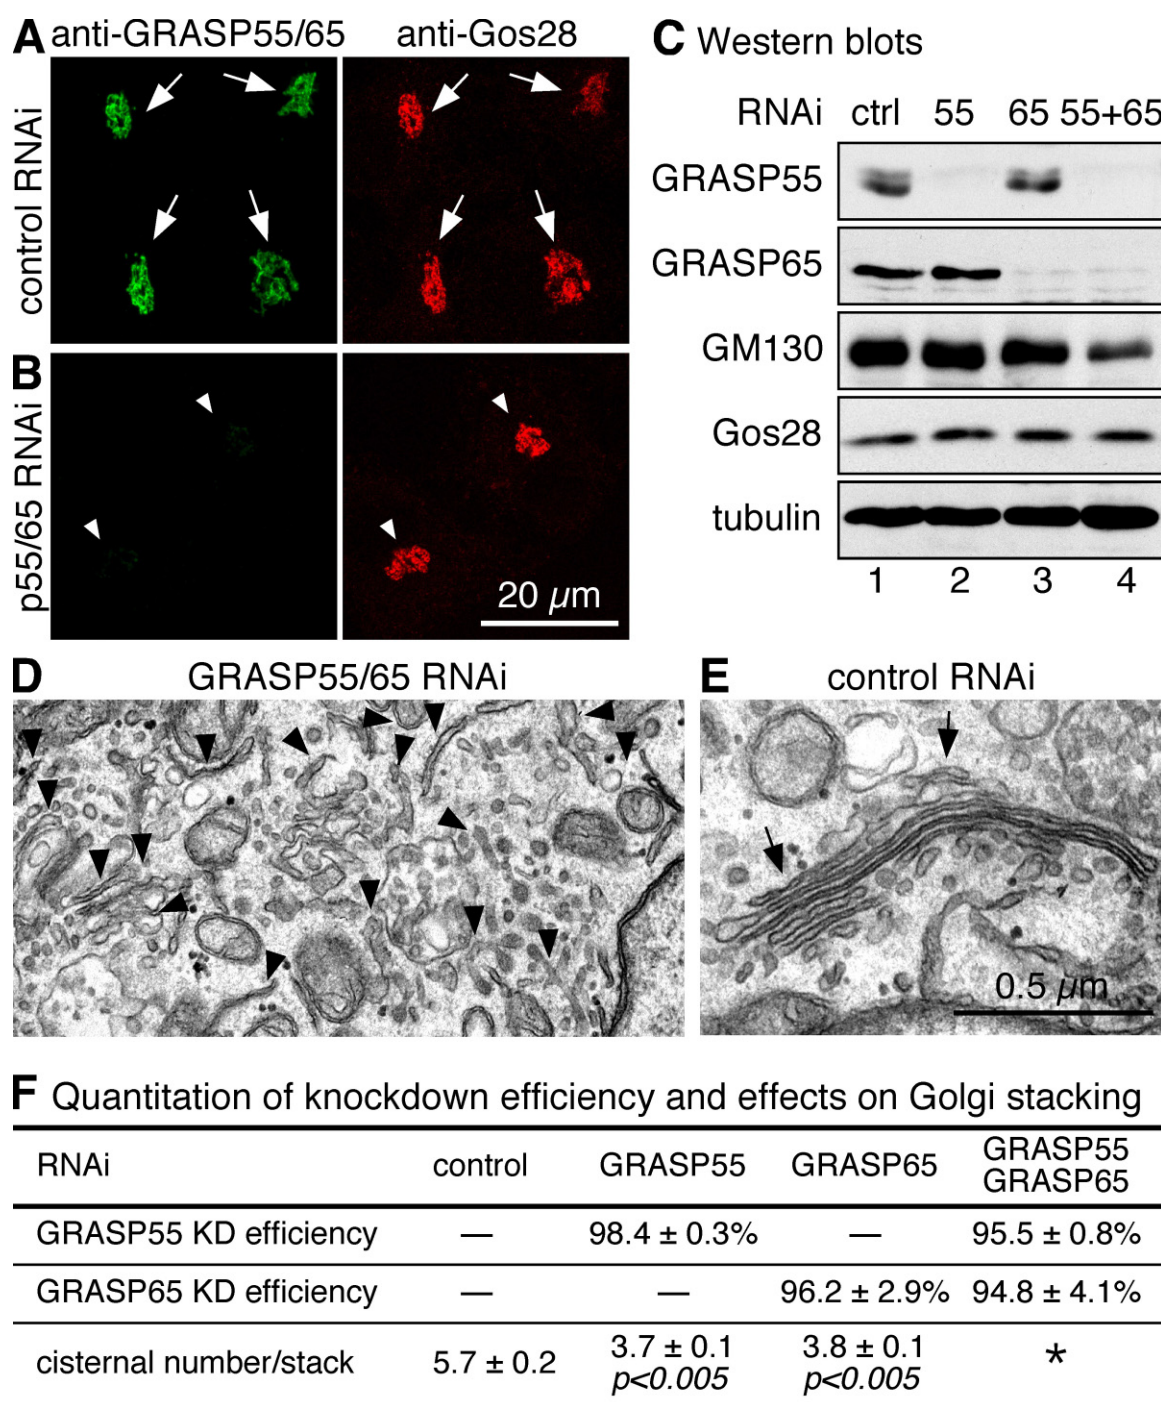 A anti-GRASP55/65 anti-Gos28
control RNAi
B
p55/65 RNAi
20 µm
C Western blots
RNAi ctrl 55 65 55+65
GRASP55
GRASP65
GM130
Gos28
tubulin
1 2 3 4
D GRASP55/65 RNAi
E control RNAi
0.5 µm
F Quantitation of knockdown efficiency and effects on Golgi stacking
RNAi control GRASP55 GRASP65 GRASP55
GRASP65
GRASP55 KD efficiency — 98.4 ± 0.3% — 95.5 ± 0.8%
GRASP65 KD efficiency — — 96.2 ± 2.9% 94.8 ± 4.1%
cisternal number/stack 5.7 ± 0.2 3.7 ± 0.1 3.8 ± 0.1 *
p<0.005 p<0.005